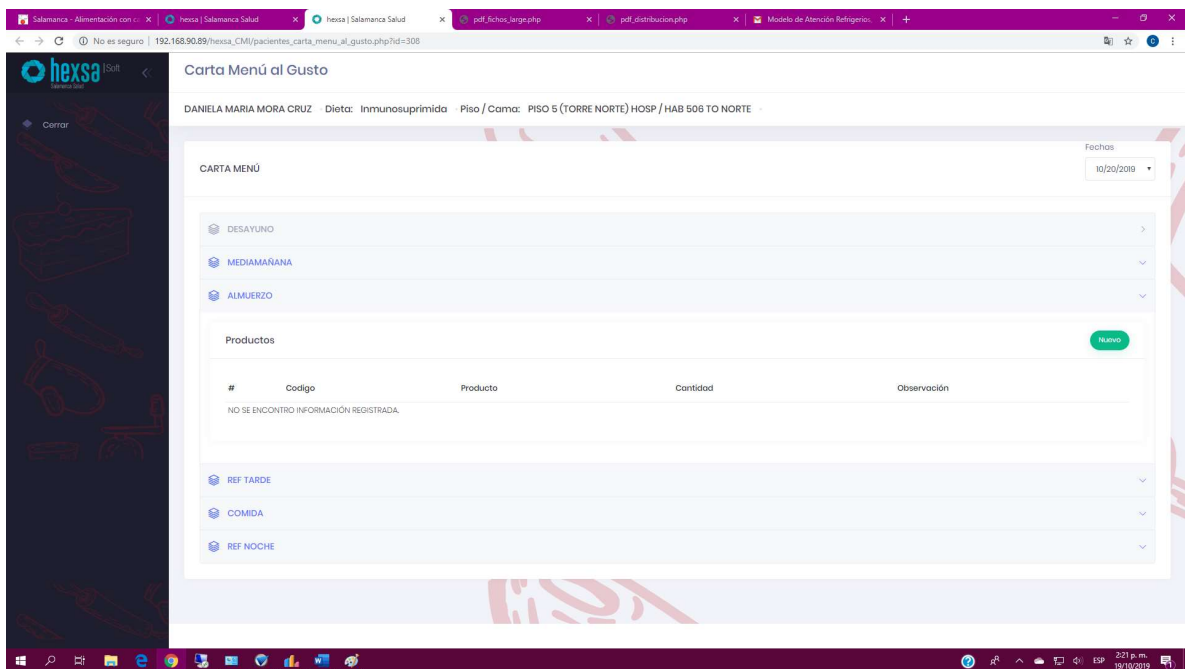 Salamanca - Alimentación con ca
hexsa | Salamanca Salud
hexsa | Salamanca Salud
pdf_fichos_large.php
pdf_distribucion.php
Modelo de Atención Refrigerios,
No es seguro | 192.168.90.89/hexsa_CMI/pacientes_carta_menu_al_gusto.php?id=308
hexsa | Soft
Salamanca Salud
Carta Menú al Gusto
Cerrar
DANIELA MARIA MORA CRUZ - Dieta: Inmunosuprimida - Piso / Cama: PISO 5 (TORRE NORTE) HOSP / HAB 506 TO NORTE -
Fechas
CARTA MENÚ
10/20/2019
DESAYUNO
MEDIAMAÑANA
ALMUERZO
Productos
Nuevo
# Codigo Producto Cantidad Observación
NO SE ENCONTRO INFORMACIÓN REGISTRADA.
REF TARDE
COMIDA
REF NOCHE
ESP
2:21 p. m.
19/10/2019